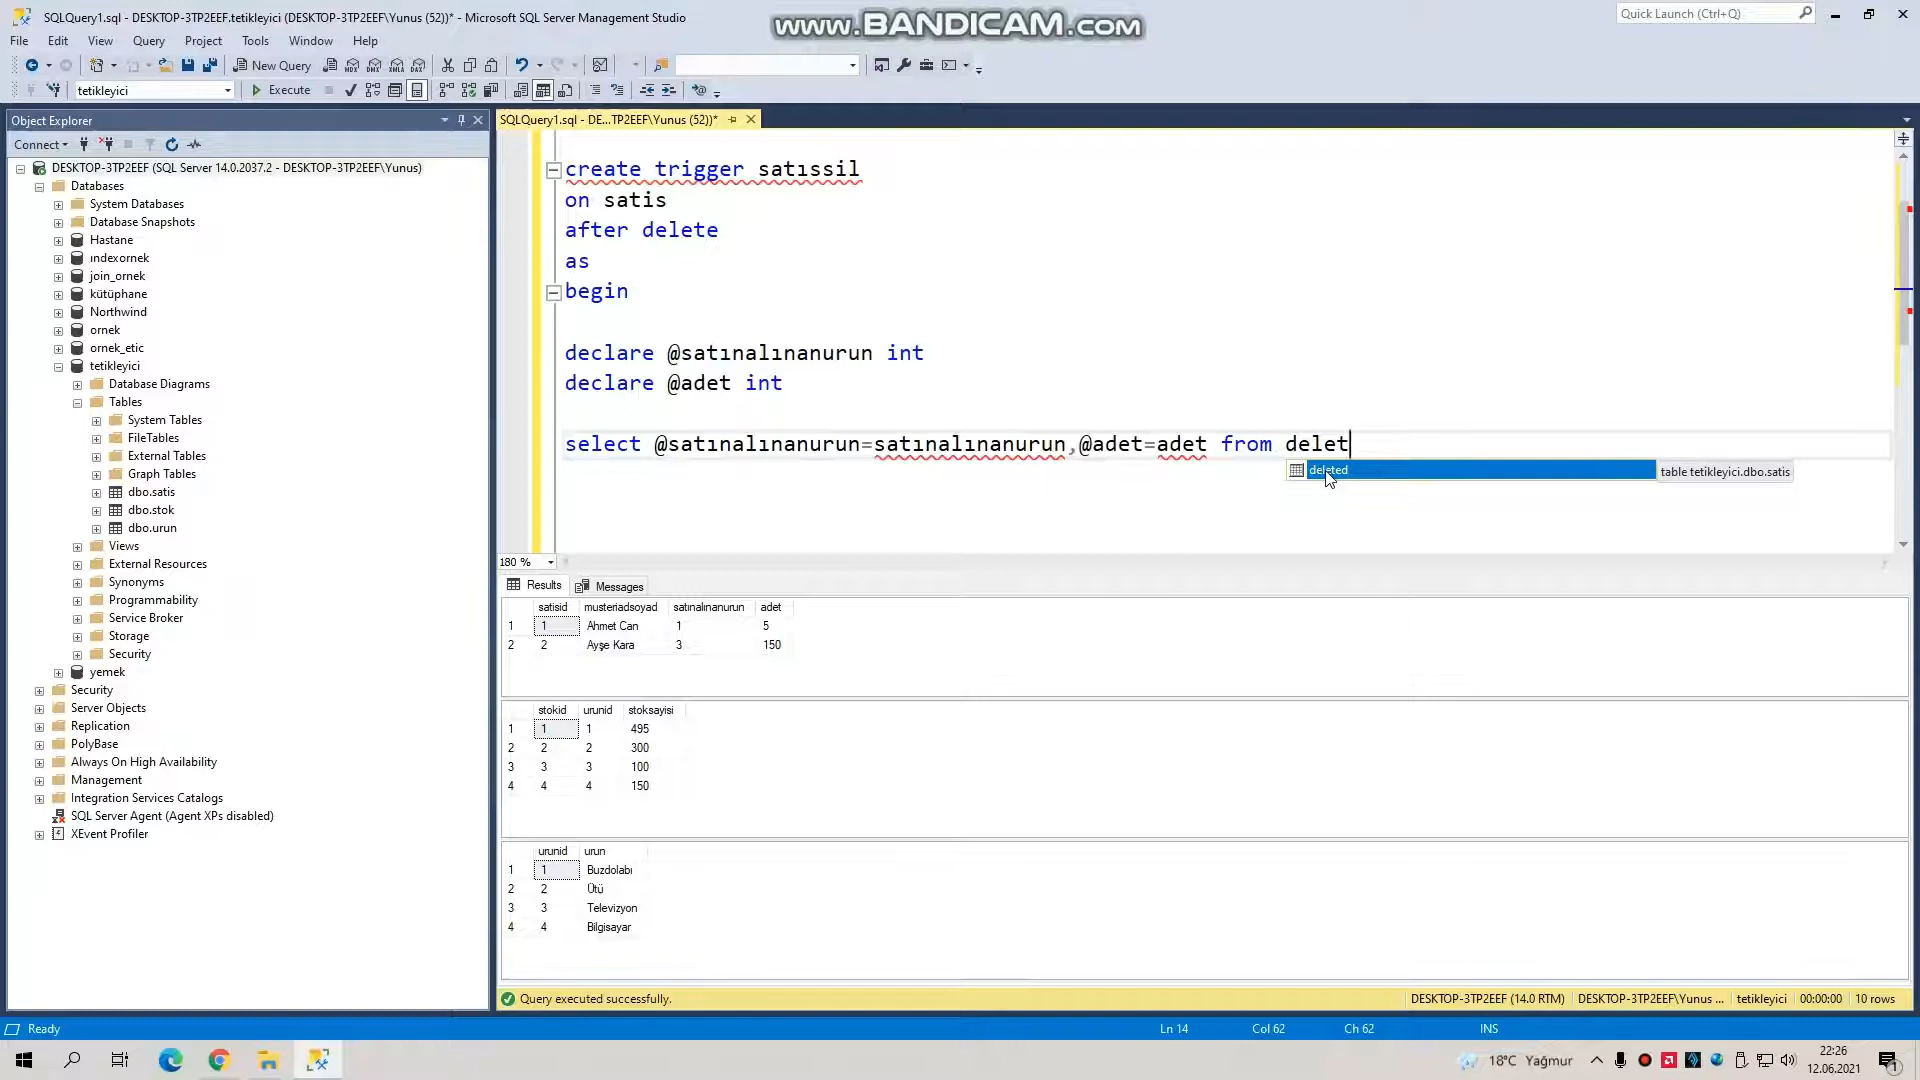 SQLQuery1.sql - DESKTOP-3TP2EEF.tetikleyici (DESKTOP-3TP2EEF\Yunus (52))* - Microsoft SQL Server Management Studio
www.BANDICAM.com
Quick Launch (Ctrl+Q)
File Edit View Query Project Tools Window Help
New Query
MDX DMX XMLA DAX
tetikleyici
Execute
Object Explorer
SQLQuery1.sql - DE...TP2EEF\Yunus (52))*
Connect
DESKTOP-3TP2EEF (SQL Server 14.0.2037.2 - DESKTOP-3TP2EEF\Yunus)
Databases
System Databases
Database Snapshots
Hastane
ındexornek
join_ornek
kütüphane
Northwind
ornek
ornek_etic
tetikleyici
Database Diagrams
Tables
System Tables
FileTables
External Tables
Graph Tables
dbo.satis
dbo.stok
dbo.urun
Views
External Resources
Synonyms
Programmability
Service Broker
Storage
Security
yemek
Security
Server Objects
Replication
PolyBase
Always On High Availability
Management
Integration Services Catalogs
SQL Server Agent (Agent XPs disabled)
XEvent Profiler
create trigger satıssil
on satis
after delete
as
begin
declare @satınalınanurun int
declare @adet int
select @satınalınanurun=satınalınanurun,@adet=adet from delet
deleted
table tetikleyici.dbo.satis
180 %
Results Messages
satisid musteriadsoyad satınalınanurun adet
1 1 Ahmet Can 1 5
2 2 Ayşe Kara 3 150
stokid urunid stoksayisi
1 1 1 495
2 2 2 300
3 3 3 100
4 4 4 150
urunid urun
1 1 Buzdolabı
2 2 Ütü
3 3 Televizyon
4 4 Bilgisayar
Query executed successfully.
DESKTOP-3TP2EEF (14.0 RTM) DESKTOP-3TP2EEF\Yunus ... tetikleyici 00:00:00 10 rows
Ready
Ln 14 Col 62 Ch 62 INS
18°C Yağmur
22:26
12.06.2021
1